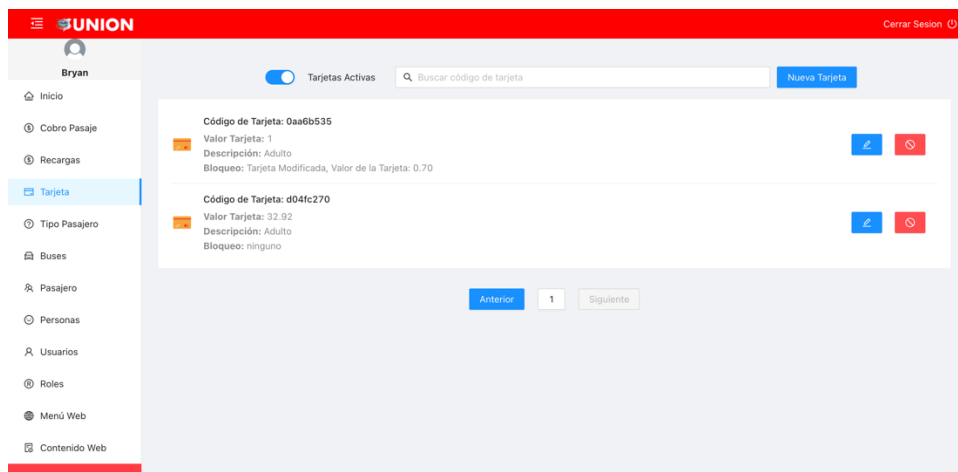 UNION
Cerrar Sesion
Bryan
Inicio
Cobro Pasaje
Recargas
Tarjeta
Tipo Pasajero
Buses
Pasajero
Personas
Usuarios
Roles
Menú Web
Contenido Web
Tarjetas Activas
Buscar código de tarjeta
Nueva Tarjeta
Código de Tarjeta: 0aa6b535
Valor Tarjeta: 1
Descripción: Adulto
Bloqueo: Tarjeta Modificada, Valor de la Tarjeta: 0.70
Código de Tarjeta: d04fc270
Valor Tarjeta: 32.92
Descripción: Adulto
Bloqueo: ninguno
Anterior
1
Siguiente